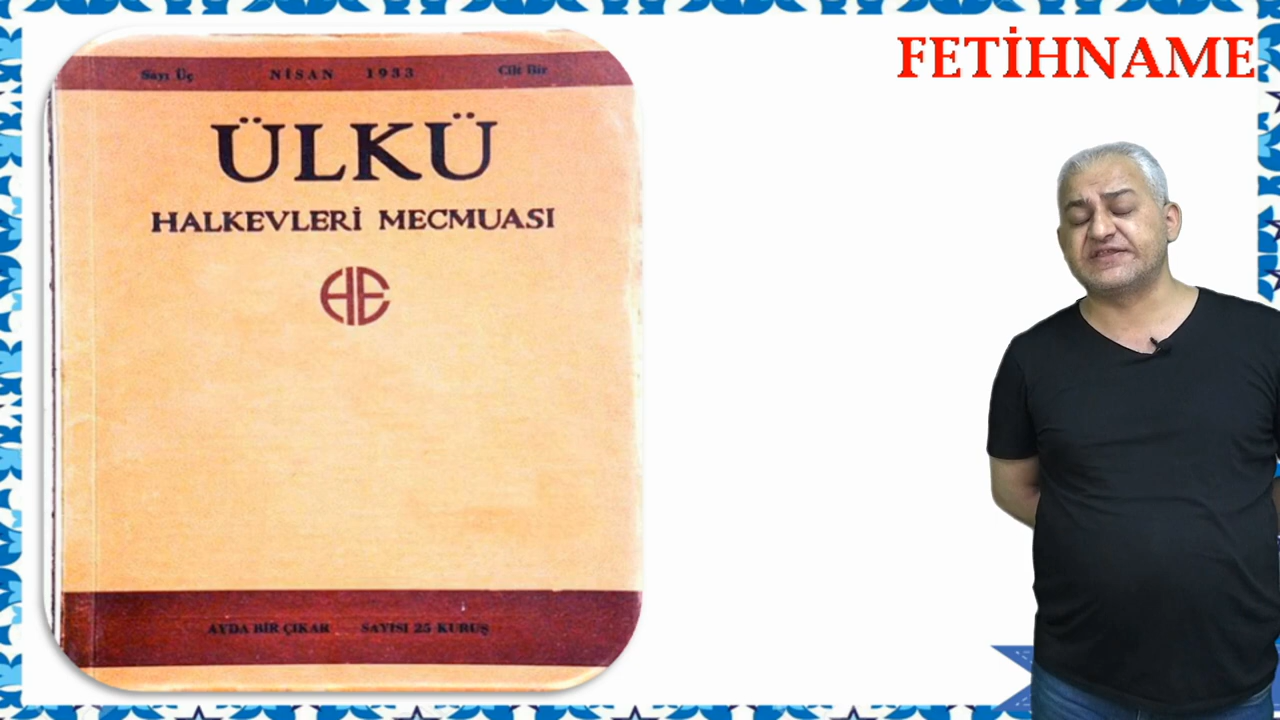 Sayı Üç NİSAN 1933 Cilt Bir
ÜLKÜ
HALKEVLERİ MECMUASI
HE
AYDA BİR ÇIKAR SAYISI 25 KURUŞ
FETİHNAME